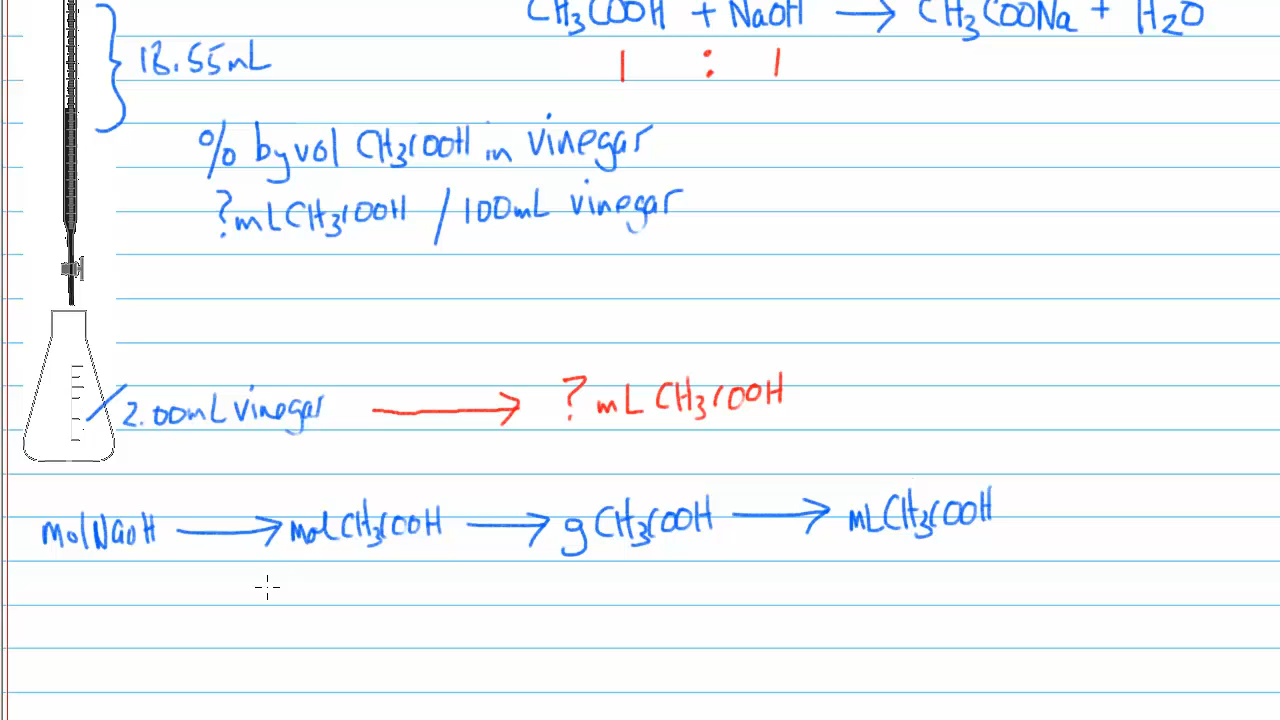 CH3COOH + NaOH → CH3COONa + H2O
18.55mL
1 : 1
% by vol CH3COOH in vinegar
? mL CH3COOH / 100mL vinegar
2.00mL vinegar → ? mL CH3COOH
mol NaOH → mol CH3COOH → g CH3COOH → mL CH3COOH